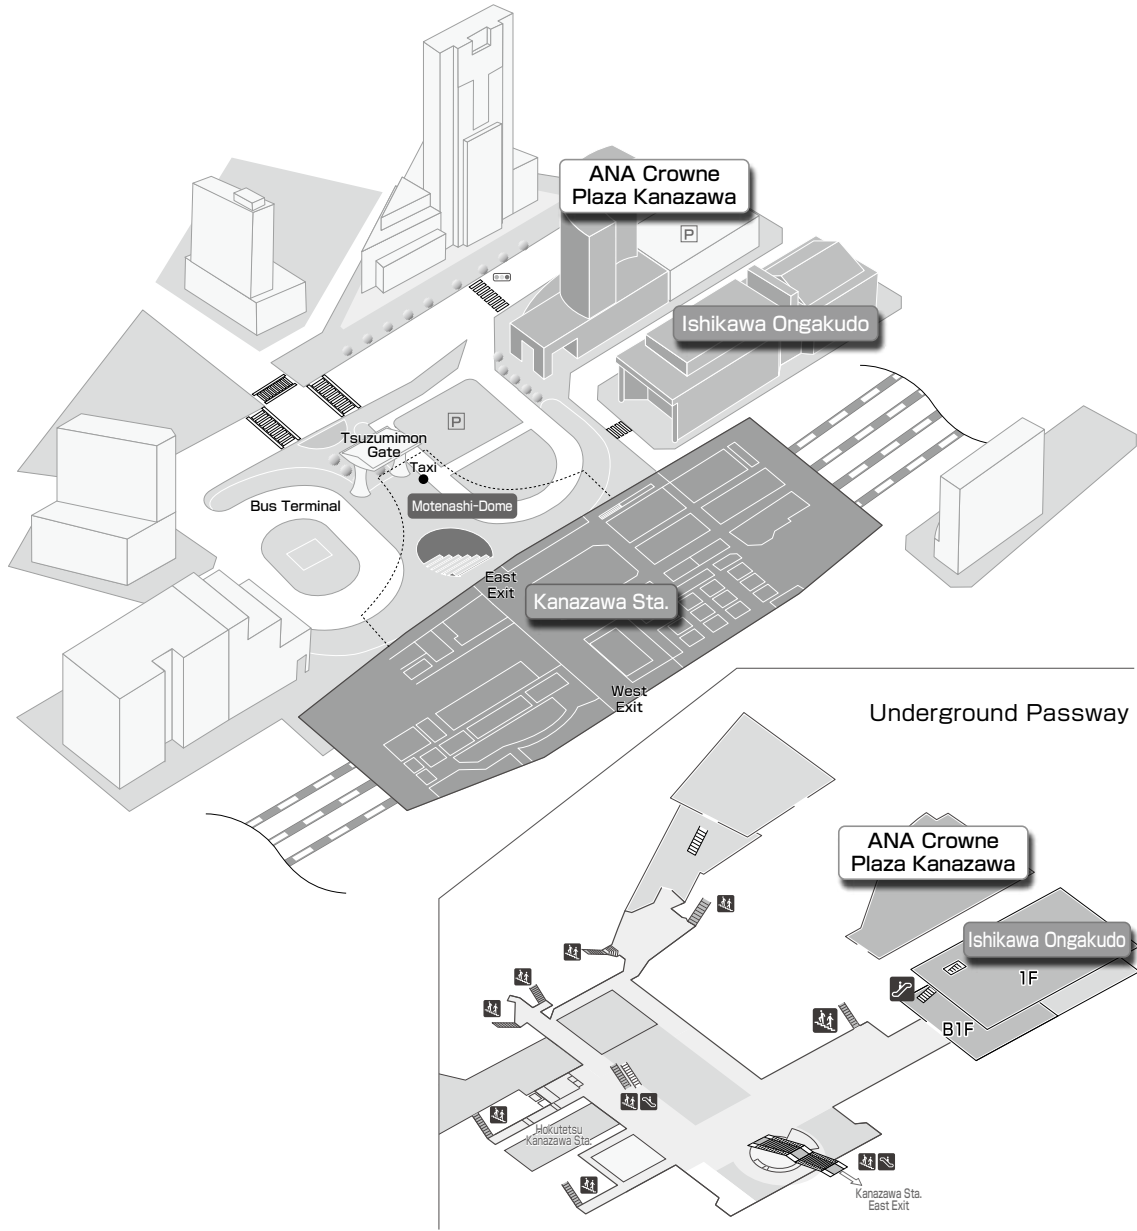 ANA Crowne
Plaza Kanazawa
P
Ishikawa Ongakudo
P
Tsuzumimon
Gate
Taxi
Bus Terminal
Motenashi-Dome
East
Exit
Kanazawa Sta.
West
Exit
Underground Passway
ANA Crowne
Plaza Kanazawa
Ishikawa Ongakudo
1F
B1F
Hokutetsu
Kanazawa Sta.
Kanazawa Sta.
East Exit